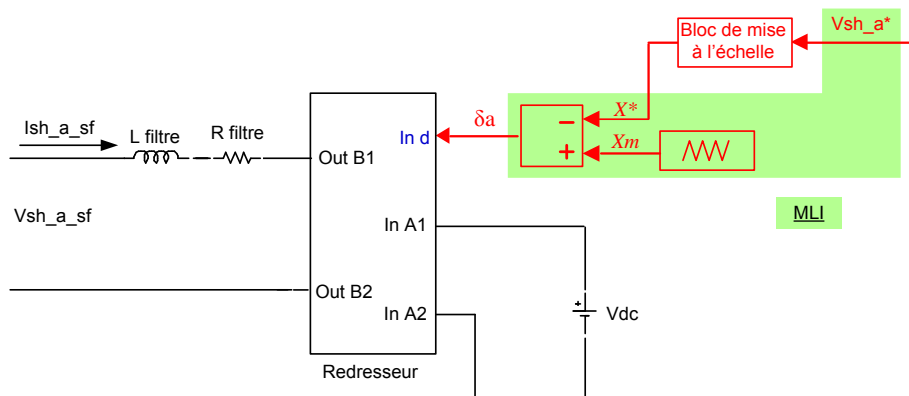 Bloc de mise
à l'échelle
Vsh_a*
Ish_a_sf
L filtre
R filtre
Out B1
In d
δa
−
X*
+
Xm
Vsh_a_sf
In A1
MLI
Out B2
In A2
+
Vdc
Redresseur